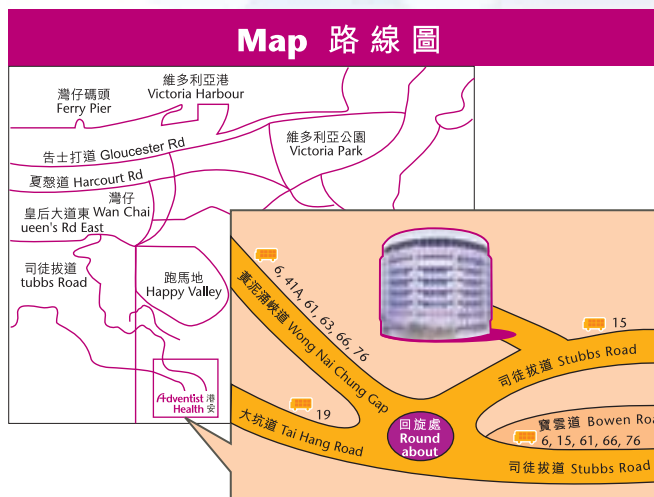 Map 路線圖
灣仔碼頭
Ferry Pier
維多利亞港
Victoria Harbour
告士打道 Gloucester Rd
維多利亞公園
Victoria Park
夏慤道 Harcourt Rd
灣仔
Wan Chai
皇后大道東
ueen's Rd East
司徒拔道
tubbs Road
跑馬地
Happy Valley
Adventist 港
Health 安
6, 41A, 61, 63, 66, 76
黃泥涌峽道 Wong Nai Chung Gap
15
司徒拔道 Stubbs Road
19
大坑道 Tai Hang Road
回旋處
Round
about
寶雲道 Bowen Roa
6, 15, 61, 66, 76
司徒拔道 Stubbs Road